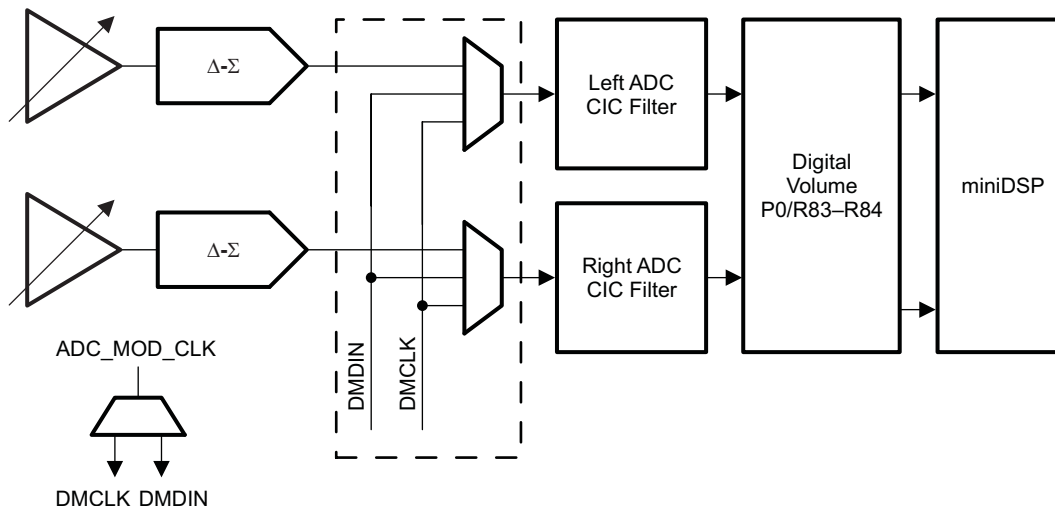 Δ-Σ
Left ADC
CIC Filter
Digital
Volume
P0/R83–R84
miniDSP
Δ-Σ
Right ADC
CIC Filter
DMDIN
DMCLK
ADC_MOD_CLK
DMCLK DMDIN